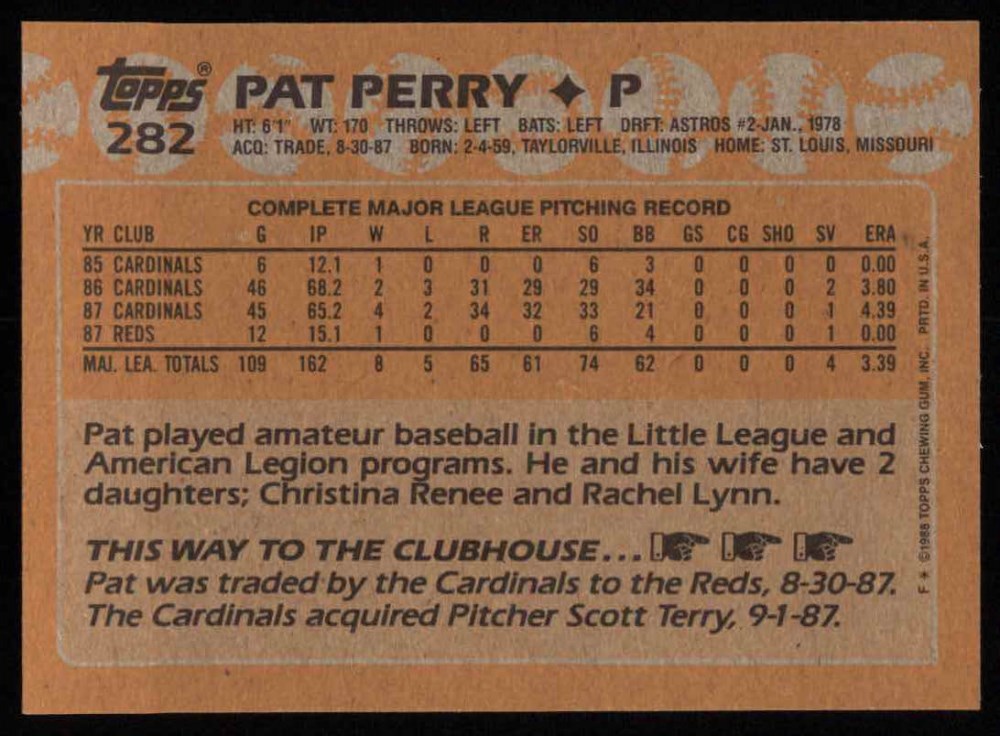 Topps® PAT PERRY ✦ P
282 HT: 6'1" WT: 170 THROWS: LEFT BATS: LEFT DRFT: ASTROS #2-JAN., 1978
ACQ: TRADE, 8-30-87 BORN: 2-4-59, TAYLORVILLE, ILLINOIS HOME: ST. LOUIS, MISSOURI
COMPLETE MAJOR LEAGUE PITCHING RECORD
YR CLUB G IP W L R ER SO BB GS CG SHO SV ERA
85 CARDINALS 6 12.1 1 0 0 0 6 3 0 0 0 0 0.00
86 CARDINALS 46 68.2 2 3 31 29 29 34 0 0 0 2 3.80
87 CARDINALS 45 65.2 4 2 34 32 33 21 0 0 0 1 4.39
87 REDS 12 15.1 1 0 0 0 6 4 0 0 0 1 0.00
MAJ. LEA. TOTALS 109 162 8 5 65 61 74 62 0 0 0 4 3.39
Pat played amateur baseball in the Little League and
American Legion programs. He and his wife have 2
daughters; Christina Renee and Rachel Lynn.
THIS WAY TO THE CLUBHOUSE...
Pat was traded by the Cardinals to the Reds, 8-30-87.
The Cardinals acquired Pitcher Scott Terry, 9-1-87.
F* ©1988 TOPPS CHEWING GUM, INC. PRTD. IN U.S.A.